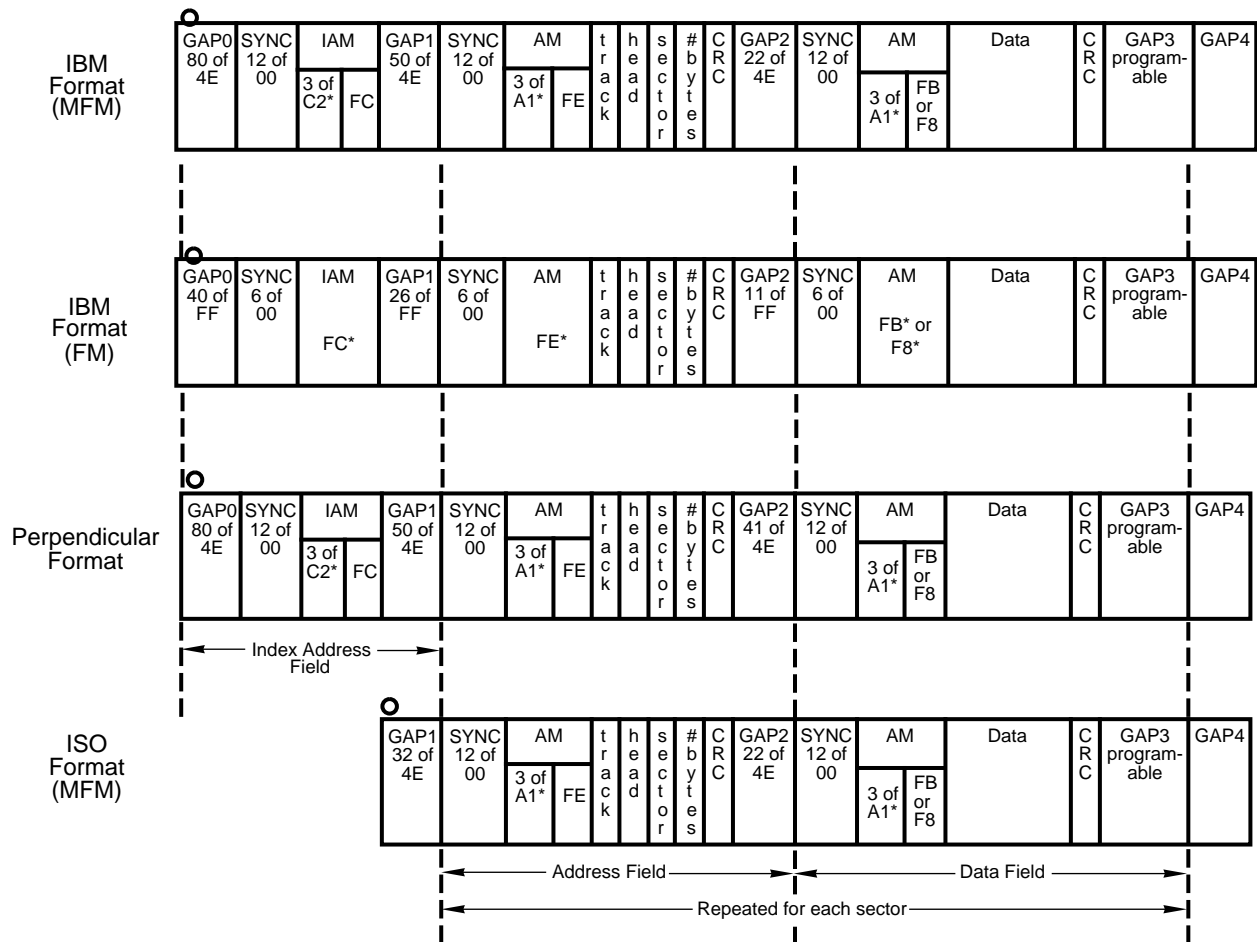 IBM
Format
(MFM)
GAP0
80 of
4E
SYNC
12 of
00
IAM
3 of
C2*
FC
GAP1
50 of
4E
SYNC
12 of
00
AM
3 of
A1*
FE
track
head
sector
#bytes
CRC
GAP2
22 of
4E
SYNC
12 of
00
AM
3 of
A1*
FB
or
F8
Data
CRC
GAP3
program-
able
GAP4
IBM
Format
(FM)
GAP0
40 of
FF
SYNC
6 of
00
IAM
FC*
GAP1
26 of
FF
SYNC
6 of
00
AM
FE*
track
head
sector
#bytes
CRC
GAP2
11 of
FF
SYNC
6 of
00
AM
FB* or
F8*
Data
CRC
GAP3
program-
able
GAP4
Perpendicular
Format
GAP0
80 of
4E
SYNC
12 of
00
IAM
3 of
C2*
FC
GAP1
50 of
4E
SYNC
12 of
00
AM
3 of
A1*
FE
track
head
sector
#bytes
CRC
GAP2
41 of
4E
SYNC
12 of
00
AM
3 of
A1*
FB
or
F8
Data
CRC
GAP3
program-
able
GAP4
Index Address
Field
ISO
Format
(MFM)
GAP1
32 of
4E
SYNC
12 of
00
AM
3 of
A1*
FE
track
head
sector
#bytes
CRC
GAP2
22 of
4E
SYNC
12 of
00
AM
3 of
A1*
FB
or
F8
Data
CRC
GAP3
program-
able
GAP4
Address Field
Data Field
Repeated for each sector